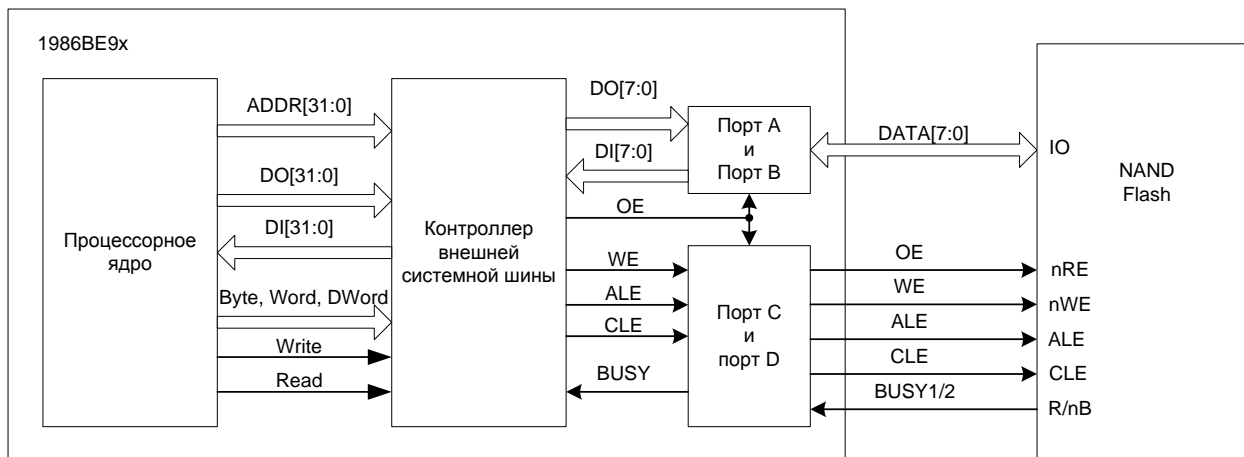 1986BE9x
Процессорное
ядро
ADDR[31:0]
DO[31:0]
DI[31:0]
Byte, Word, DWord
Write
Read
Контроллер
внешней
системной шины
DO[7:0]
DI[7:0]
OE
WE
ALE
CLE
BUSY
Порт A
и
Порт B
Порт C
и
порт D
DATA[7:0]
OE
WE
ALE
CLE
BUSY1/2
IO
NAND
Flash
nRE
nWE
ALE
CLE
R/nB